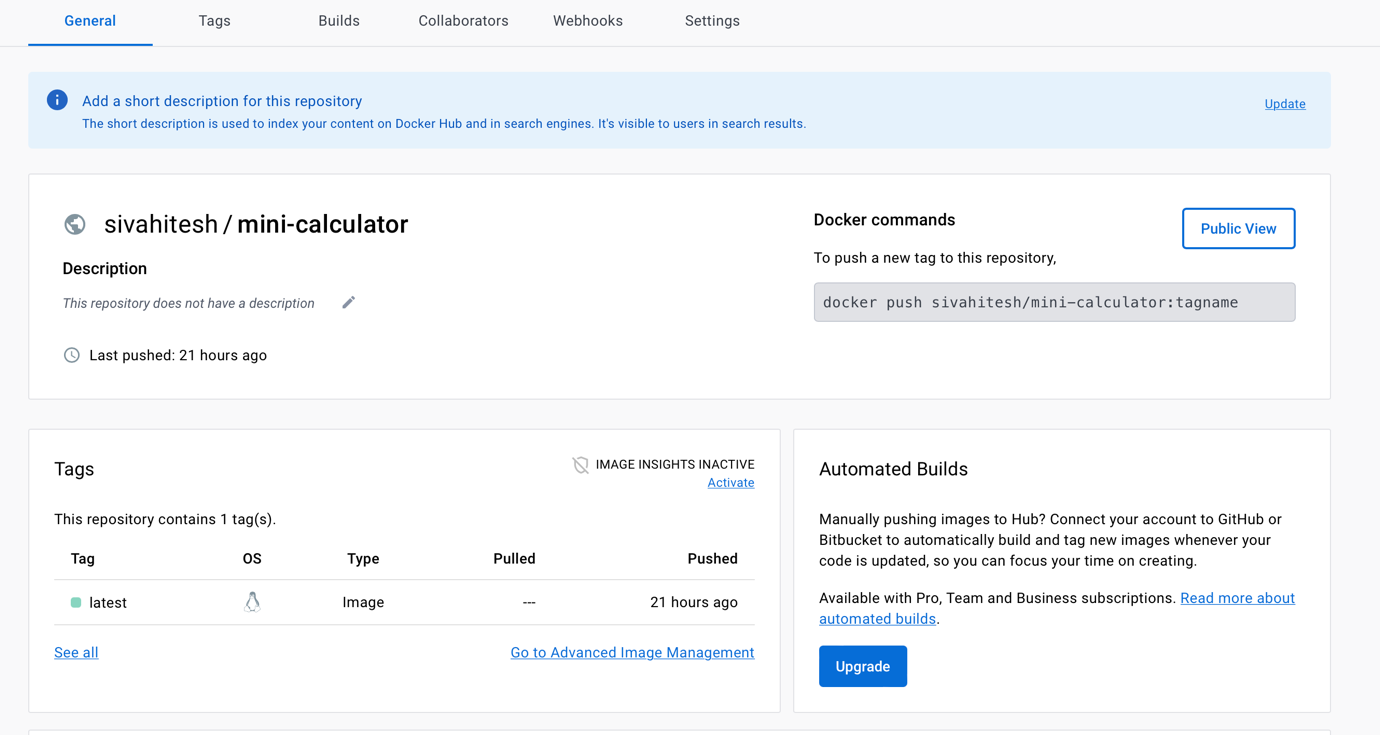 General Tags Builds Collaborators Webhooks Settings
Add a short description for this repository
Update
The short description is used to index your content on Docker Hub and in search engines. It's visible to users in search results.
sivahitesh / mini-calculator
Description
This repository does not have a description
Last pushed: 21 hours ago
Docker commands
Public View
To push a new tag to this repository,
docker push sivahitesh/mini-calculator:tagname
Tags
IMAGE INSIGHTS INACTIVE
Activate
This repository contains 1 tag(s).
Tag OS Type Pulled Pushed
latest Image --- 21 hours ago
See all Go to Advanced Image Management
Automated Builds
Manually pushing images to Hub? Connect your account to GitHub or
Bitbucket to automatically build and tag new images whenever your
code is updated, so you can focus your time on creating.
Available with Pro, Team and Business subscriptions. Read more about
automated builds.
Upgrade